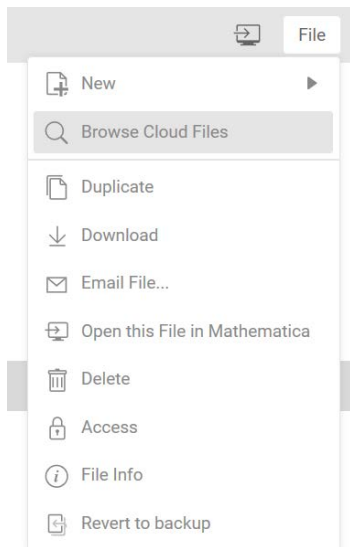 File
New
Browse Cloud Files
Duplicate
Download
Email File...
Open this File in Mathematica
Delete
Access
File Info
Revert to backup